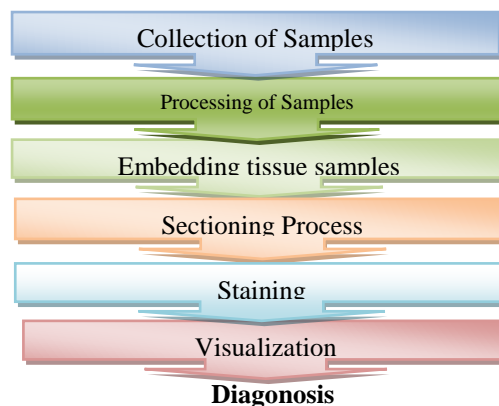 Collection of Samples
Processing of Samples
Embedding tissue samples
Sectioning Process
Staining
Visualization
Diagonosis